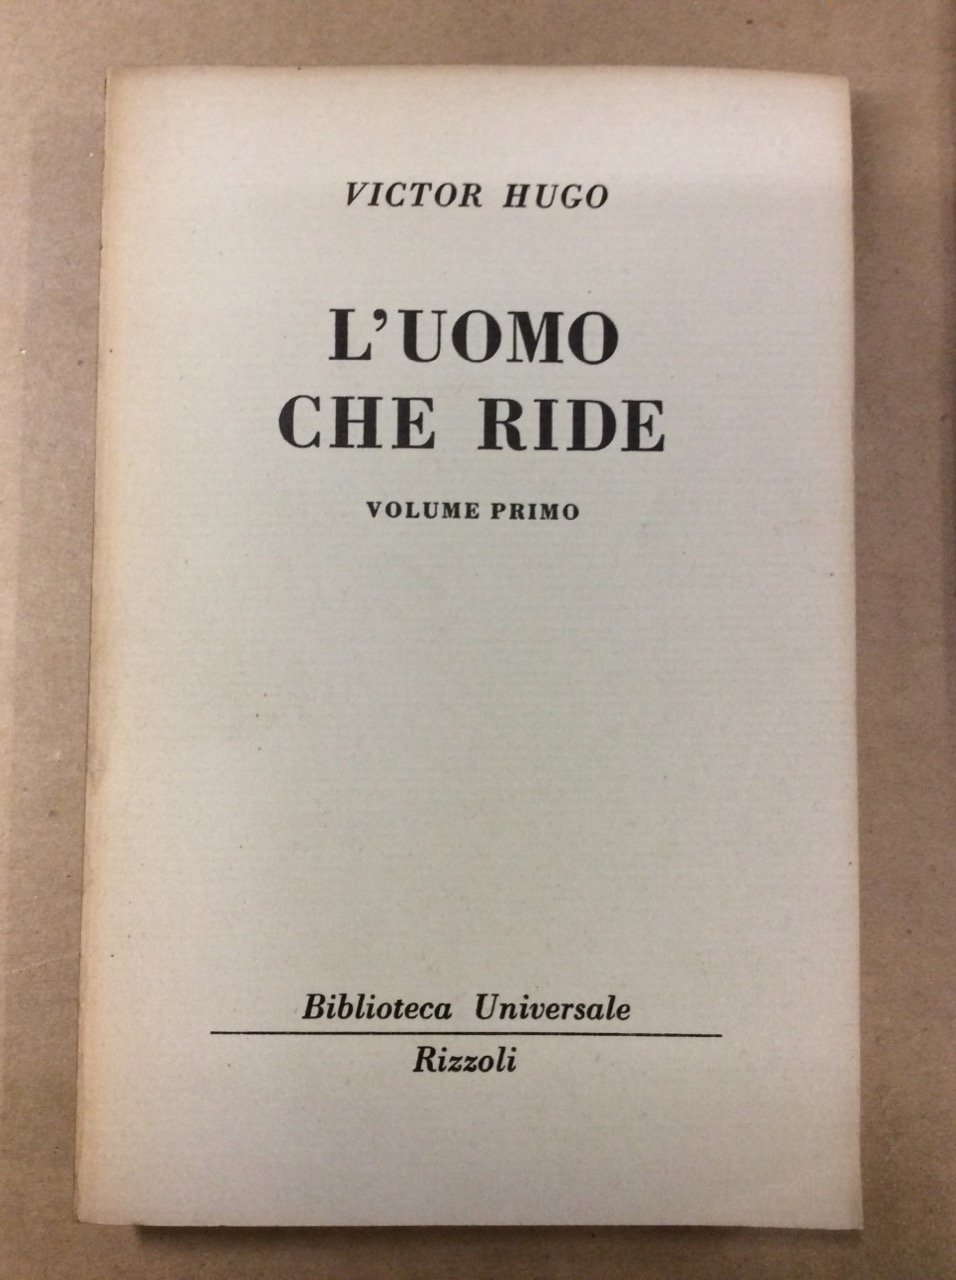 VICTOR HUGO
L'UOMO
CHE RIDE
VOLUME PRIMO
Biblioteca Universale
Rizzoli